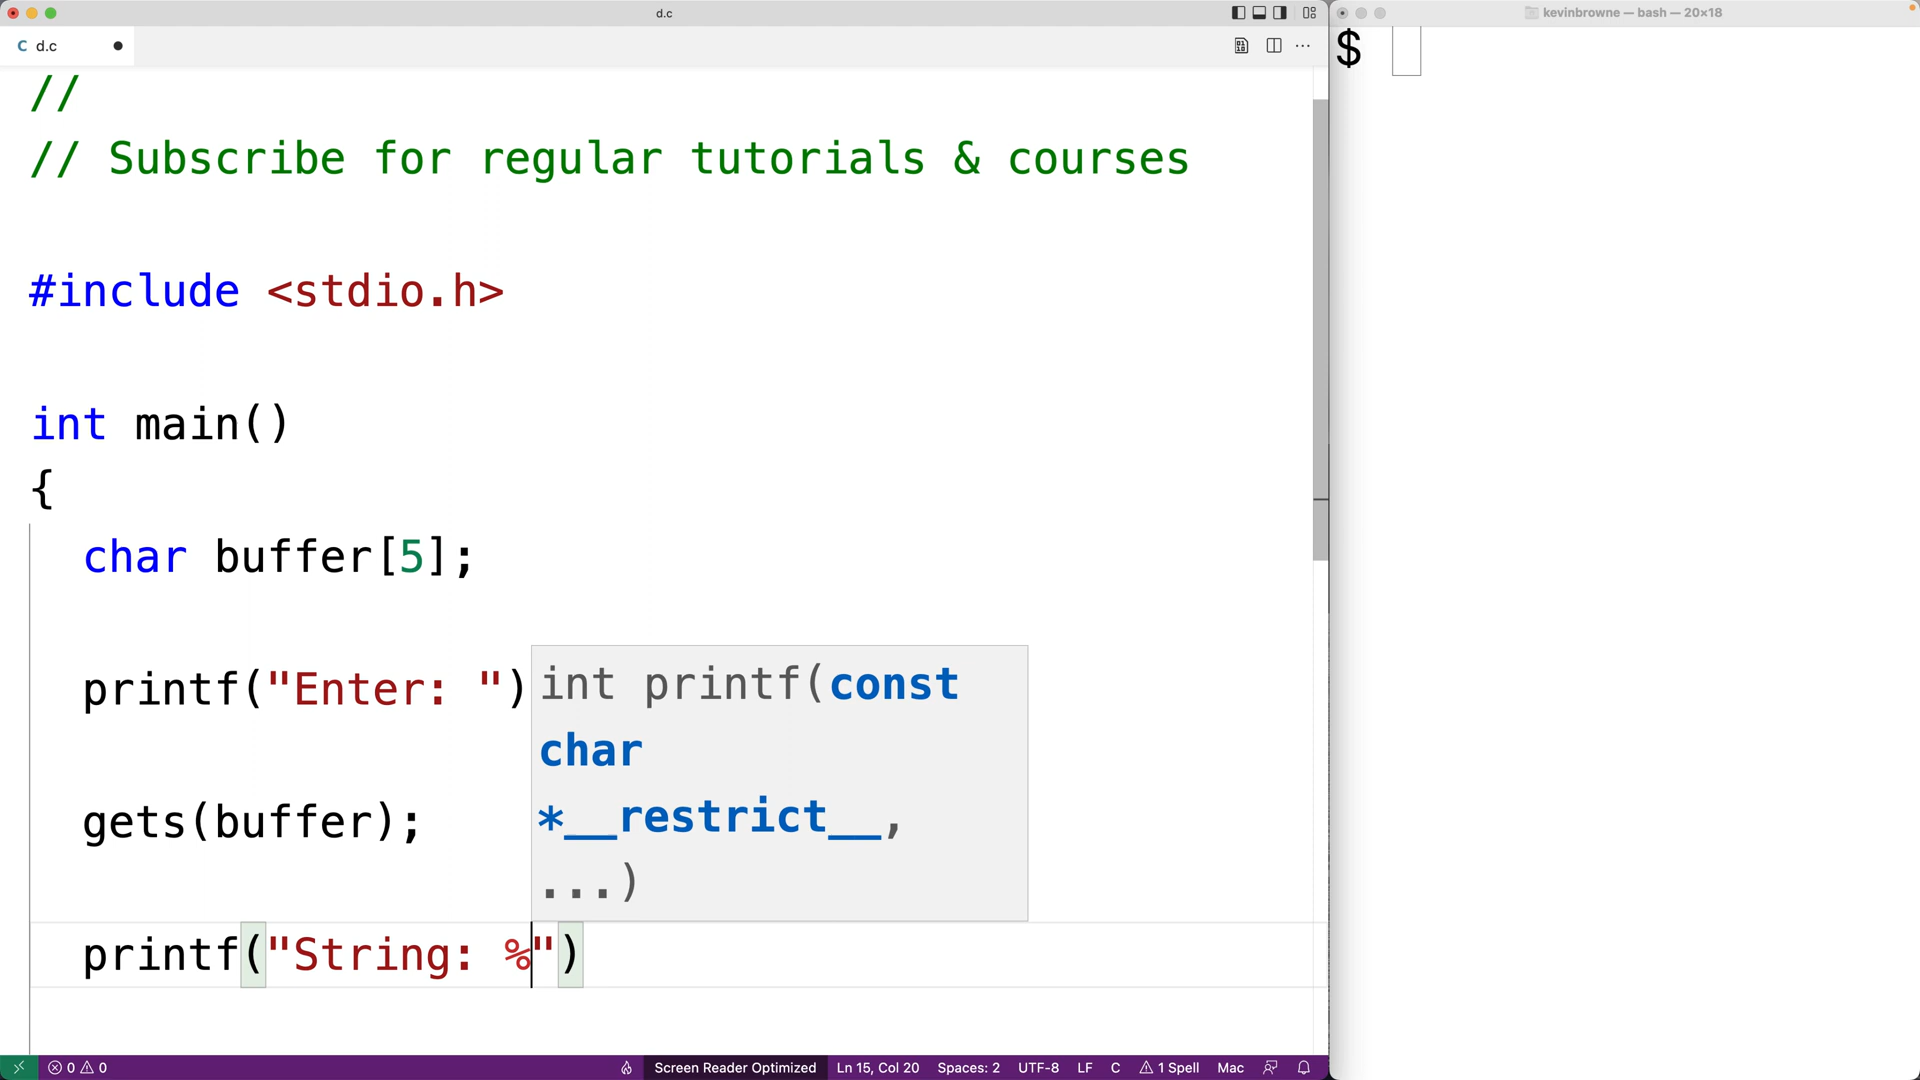 d.c
kevinbrowne — bash — 20×18
C d.c
$
//
// Subscribe for regular tutorials & courses
#include <stdio.h>
int main()
{
char buffer[5];
printf("Enter: ")
int printf(const
char
*__restrict__,
...)
gets(buffer);
printf("String: %")
0 0 Screen Reader Optimized Ln 15, Col 20 Spaces: 2 UTF-8 LF C 1 Spell Mac